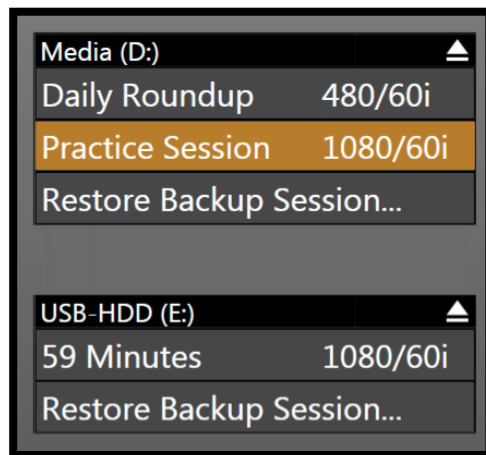 Media (D:)
Daily Roundup 480/60i
Practice Session 1080/60i
Restore Backup Session...
USB-HDD (E:)
59 Minutes 1080/60i
Restore Backup Session...